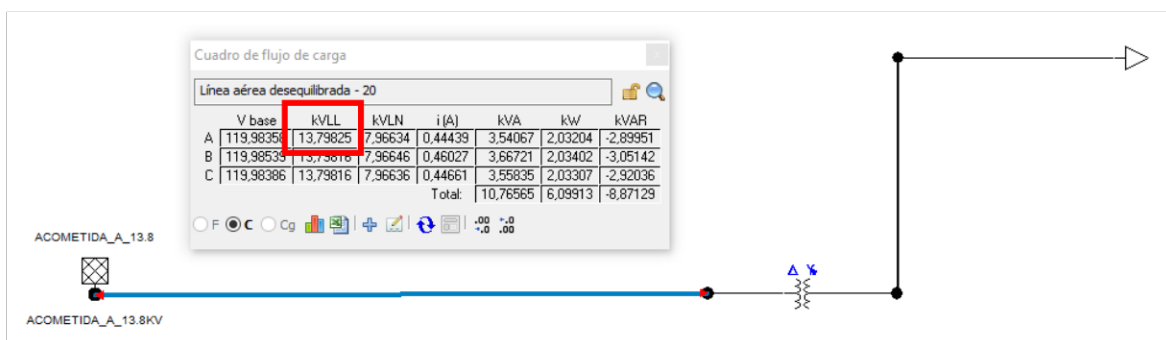 Cuadro de flujo de carga
Línea aérea desequilibrada - 20
V base kVLL kVLN i (A) kVA kW kVAR
A 119,98358 13,79825 7,96634 0,44439 3,54067 2,03204 -2,89951
B 119,98539 13,79816 7,96646 0,46027 3,66721 2,03402 -3,05142
C 119,98386 13,79816 7,96636 0,44661 3,55835 2,03307 -2,92036
Total: 10,76565 6,09913 -8,87129
F C Cg
ACOMETIDA_A_13.8
ACOMETIDA_A_13.8KV